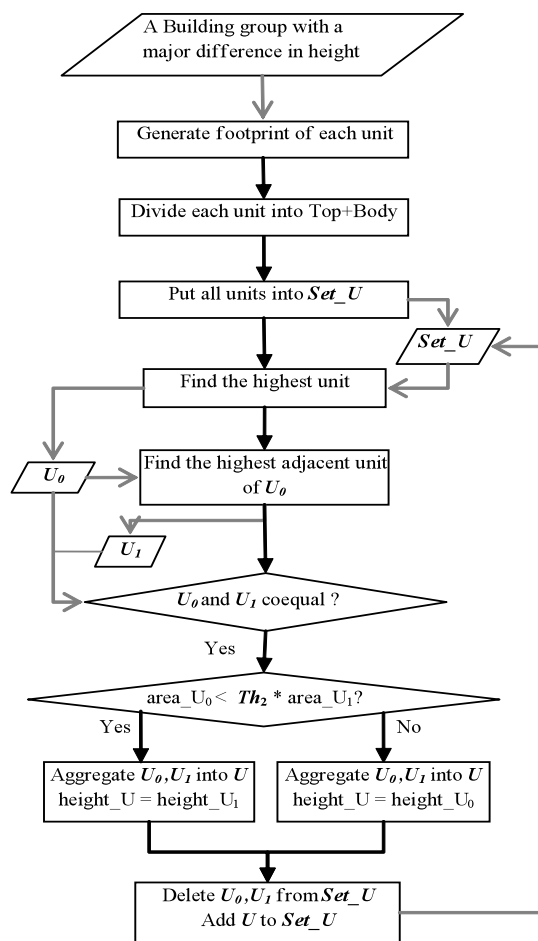 A Building group with a
major difference in height
Generate footprint of each unit
Divide each unit into Top+Body
Put all units into Set_U
Set_U
Find the highest unit
U₀
Find the highest adjacent unit
of U₀
U₁
U₀ and U₁ coequal ?
Yes
area_U₀ < Th₂ * area_U₁?
Yes
No
Aggregate U₀,U₁ into U
height_U = height_U₁
Aggregate U₀,U₁ into U
height_U = height_U₀
Delete U₀,U₁ from Set_U
Add U to Set_U